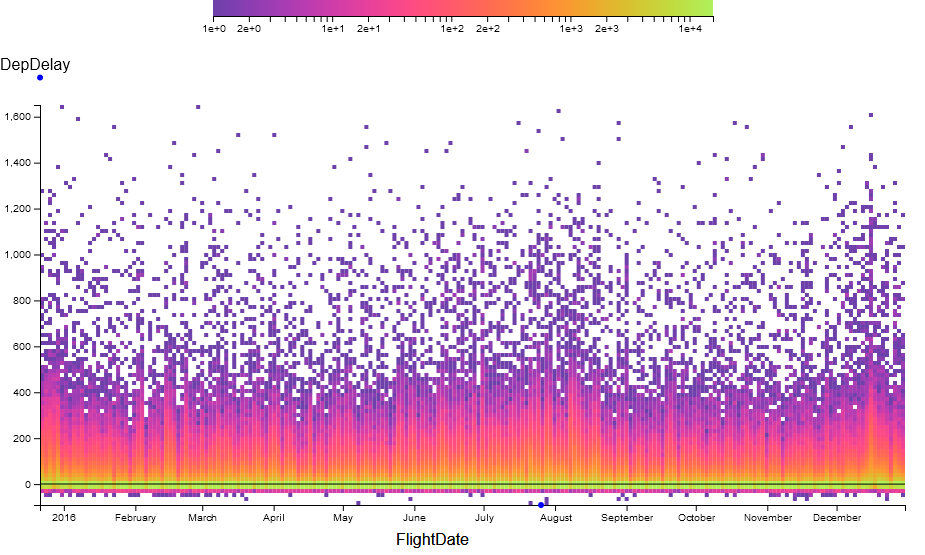 1e+0 2e+0 1e+1 2e+1 1e+2 2e+2 1e+3 2e+3 1e+4
DepDelay
1,600
1,400
1,200
1,000
800
600
400
200
0
2016 February March April May June July August September October November December
FlightDate